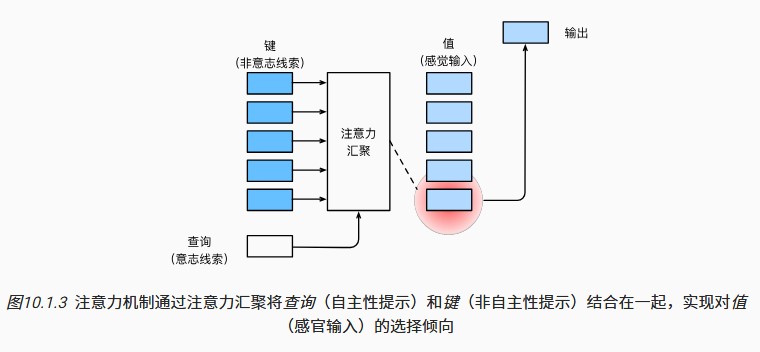 键
(非意志线索)
值
(感觉输入)
输出
注意力
汇聚
查询
(意志线索)
图10.1.3 注意力机制通过注意力汇聚将查询（自主性提示）和键（非自主性提示）结合在一起，实现对值
（感官输入）的选择倾向